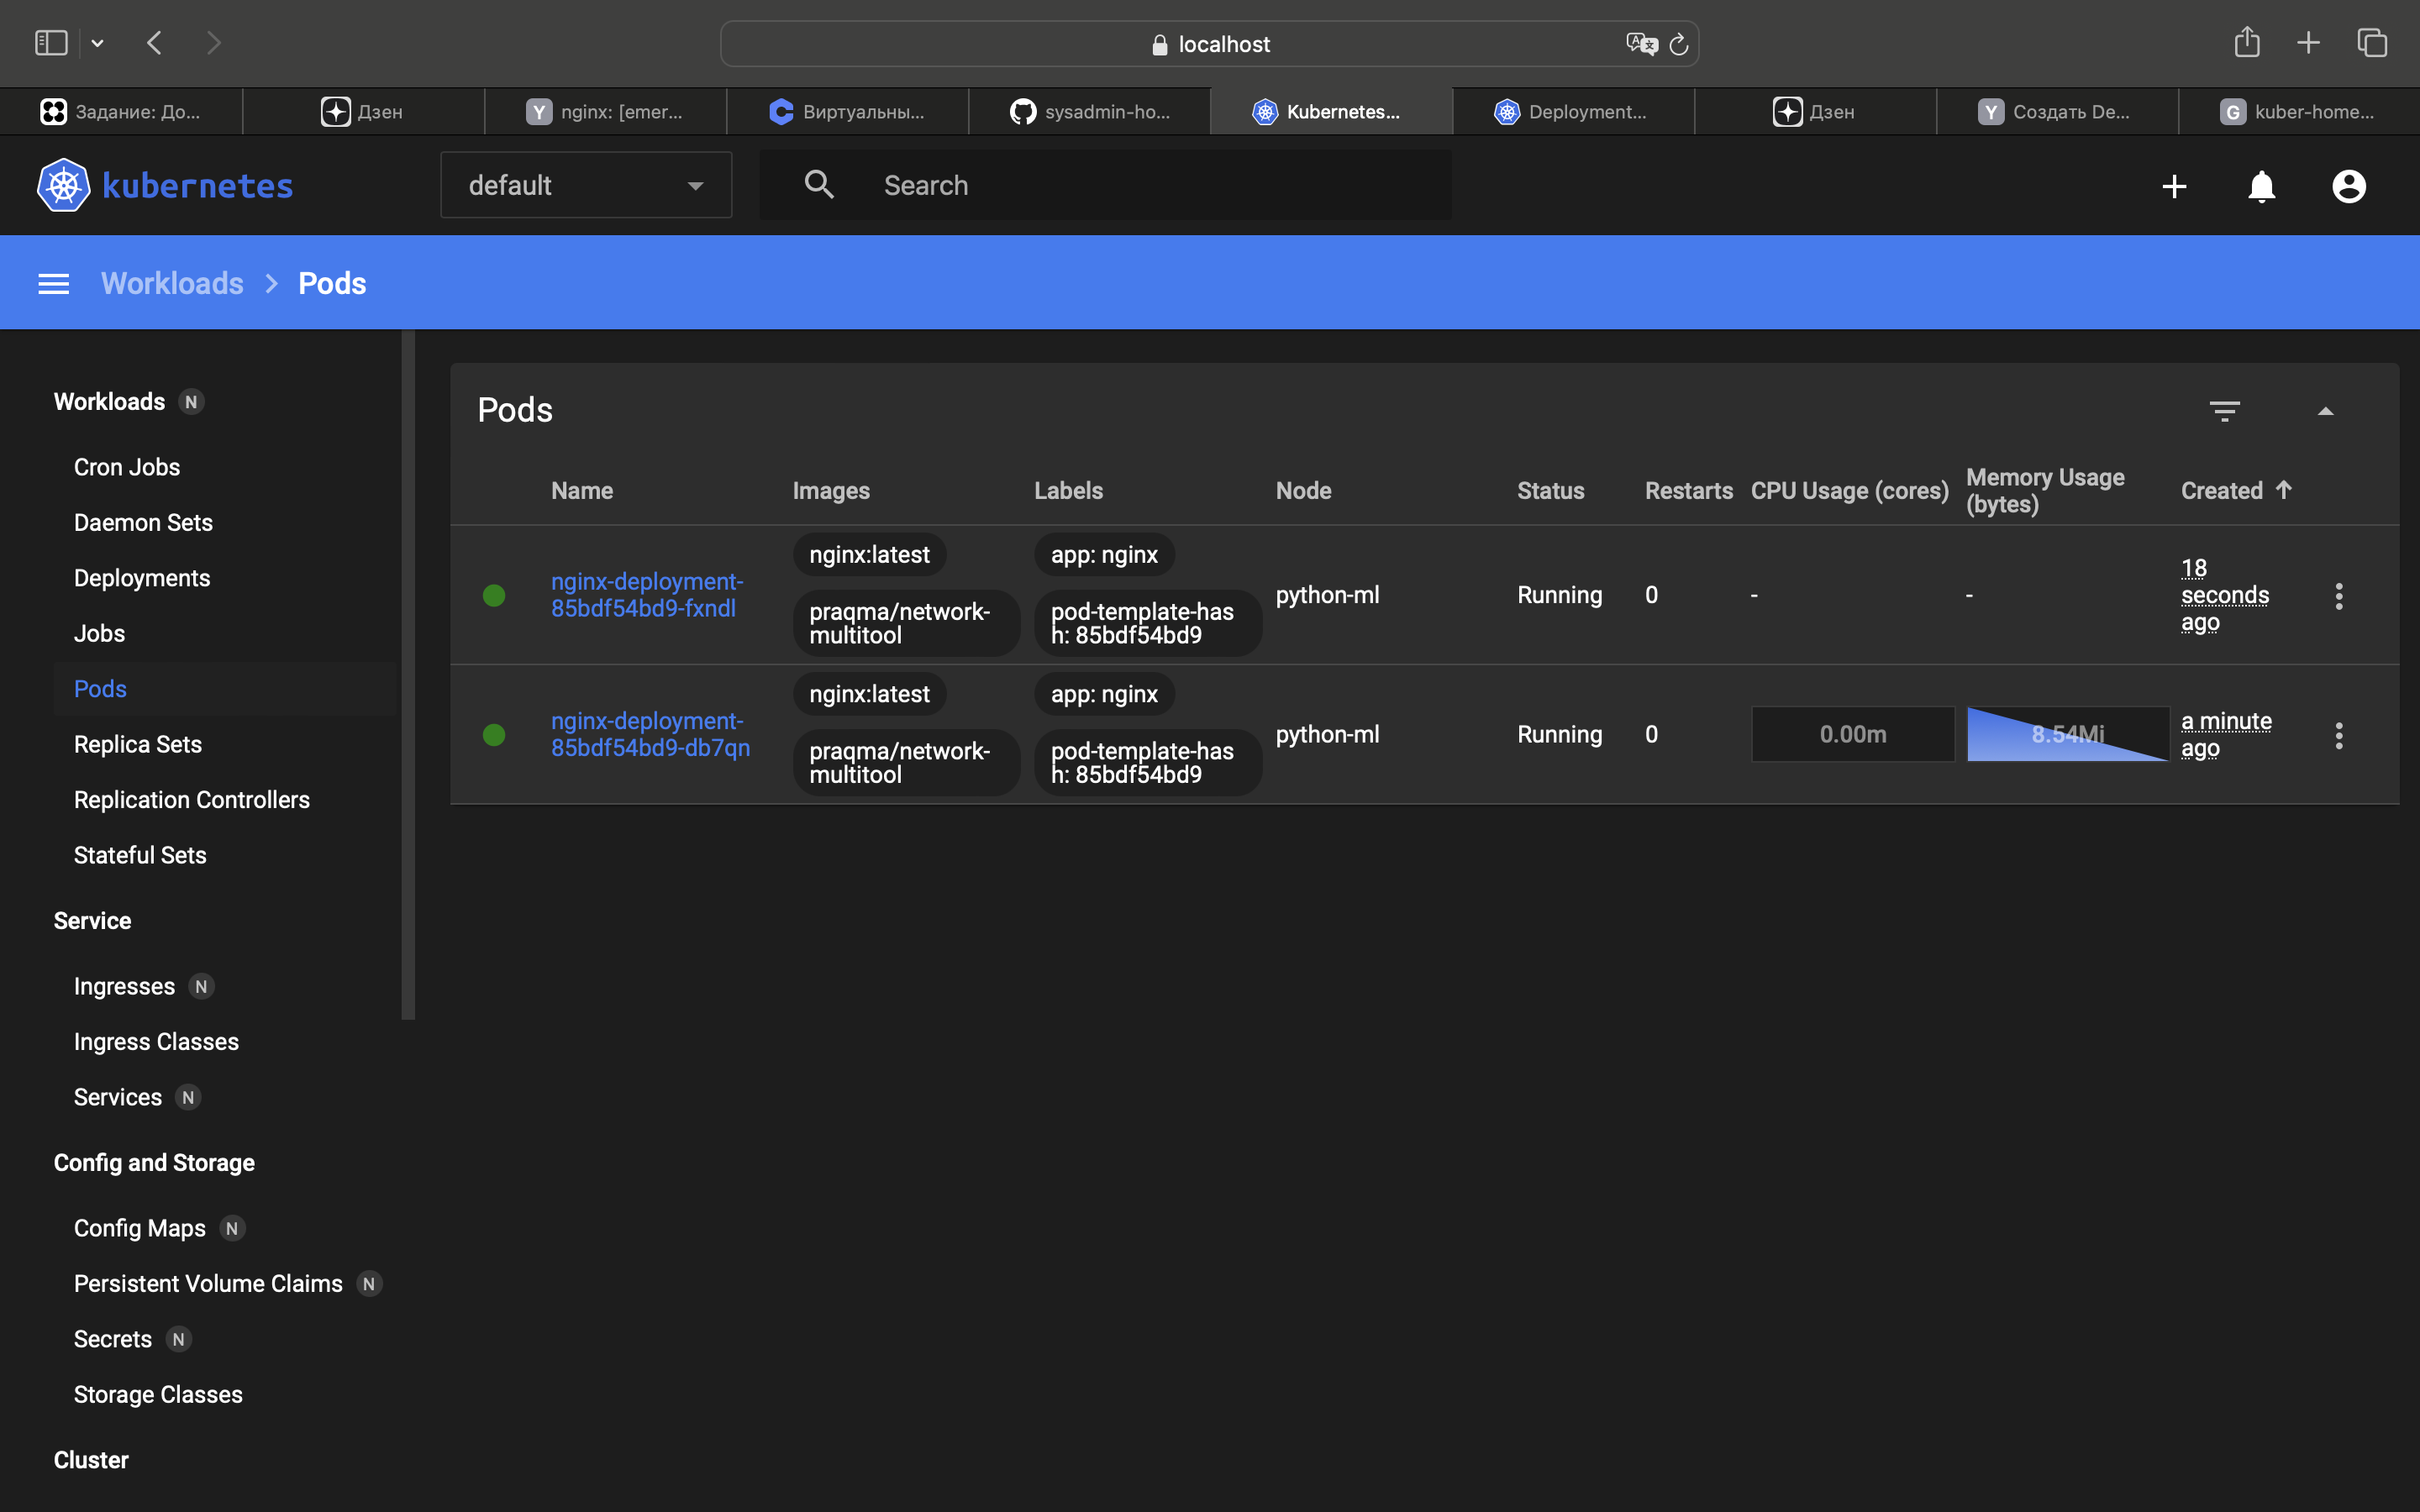 localhost
Задание: До...
Дзен
Y nginx: [emer...
Виртуальны...
sysadmin-ho...
Kubernetes...
Deployment...
Дзен
Y Создать De...
G kuber-home...
kubernetes
default
Search
Workloads > Pods
Workloads N
Cron Jobs
Daemon Sets
Deployments
Jobs
Pods
Replica Sets
Replication Controllers
Stateful Sets
Service
Ingresses N
Ingress Classes
Services N
Config and Storage
Config Maps N
Persistent Volume Claims N
Secrets N
Storage Classes
Cluster
Pods
Name
Images
Labels
Node
Status
Restarts
CPU Usage (cores)
Memory Usage
(bytes)
Created
nginx-deployment-
85bdf54bd9-fxndl
nginx:latest
praqma/network-
multitool
app: nginx
pod-template-has
h: 85bdf54bd9
python-ml
Running
0
-
-
18
seconds
ago
nginx-deployment-
85bdf54bd9-db7qn
nginx:latest
praqma/network-
multitool
app: nginx
pod-template-has
h: 85bdf54bd9
python-ml
Running
0
0.00m
8.54Mi
a minute
ago